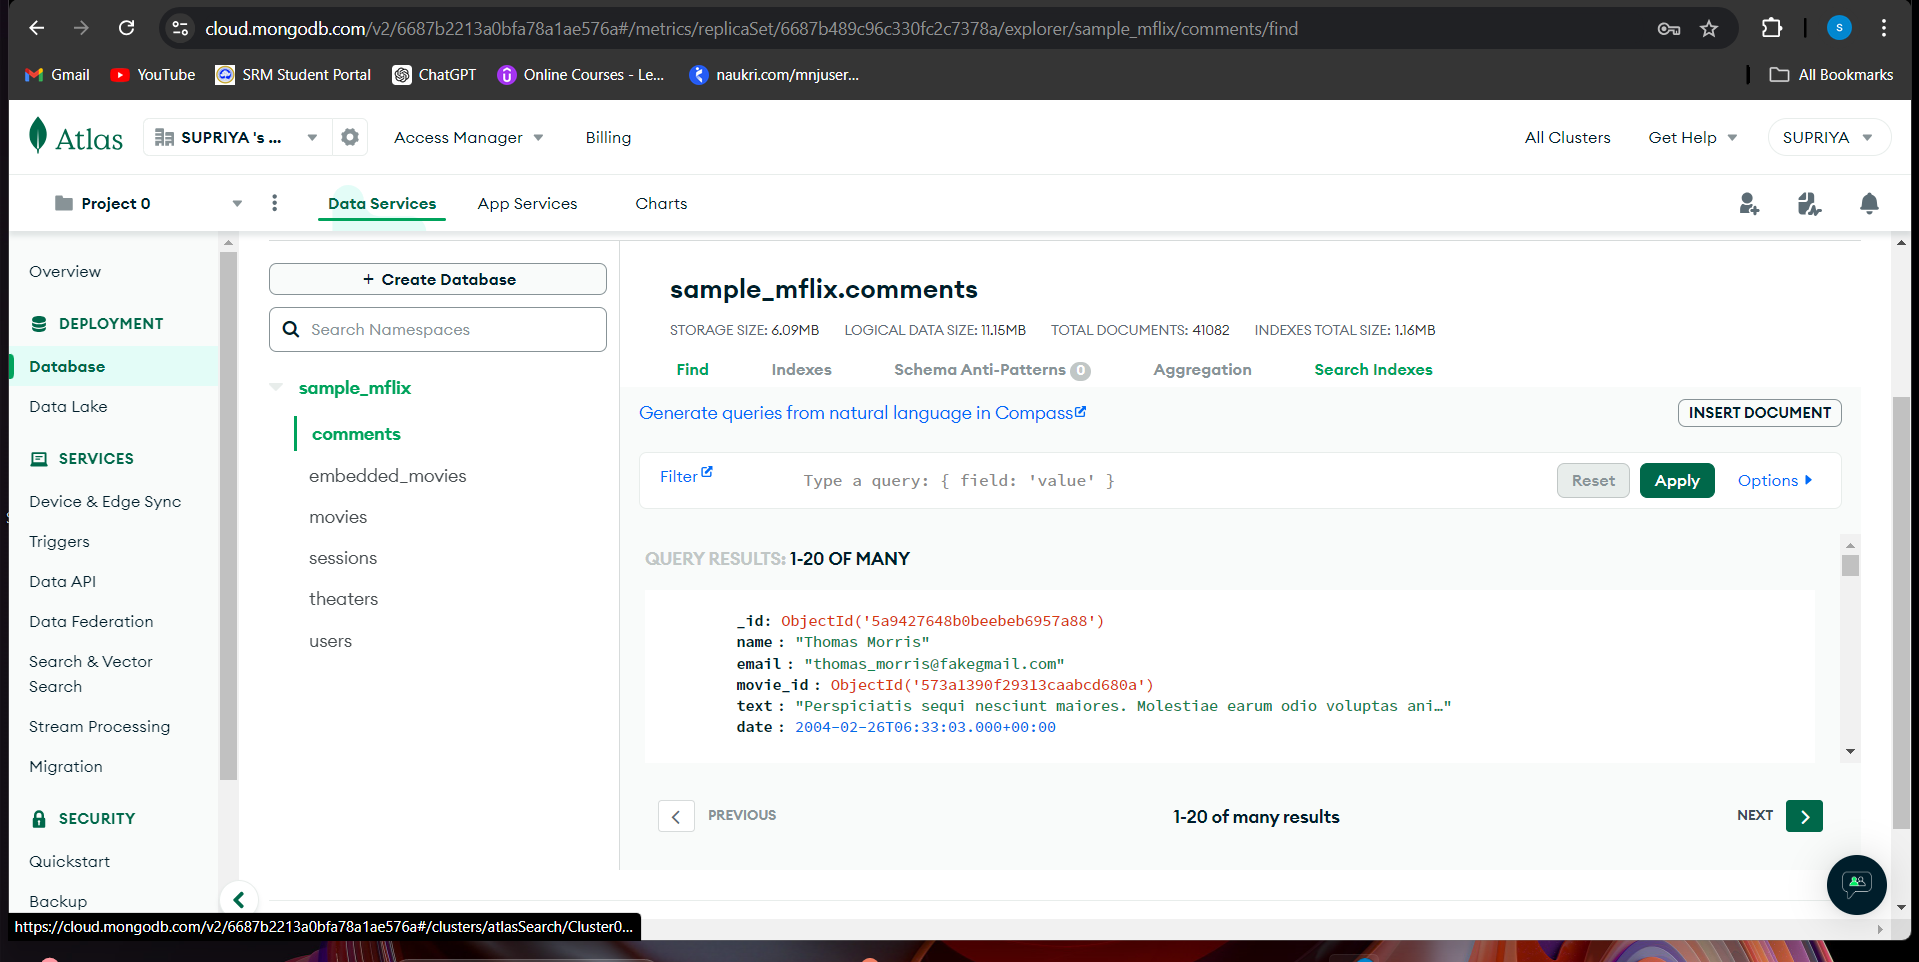 cloud.mongodb.com/v2/6687b2213a0bfa78a1ae576a#/metrics/replicaSet/6687b489c96c330fc2c7378a/explorer/sample_mflix/comments/find
S
Gmail YouTube SRM Student Portal ChatGPT Online Courses - Le... naukri.com/mnjuser... All Bookmarks
Atlas SUPRIYA 's ... Access Manager Billing All Clusters Get Help SUPRIYA
Project 0 Data Services App Services Charts
Overview
DEPLOYMENT
Database
Data Lake
SERVICES
Device & Edge Sync
Triggers
Data API
Data Federation
Search & Vector
Search
Stream Processing
Migration
SECURITY
Quickstart
Backup
+ Create Database
Search Namespaces
sample_mflix
comments
embedded_movies
movies
sessions
theaters
users
sample_mflix.comments
STORAGE SIZE: 6.09MB LOGICAL DATA SIZE: 11.15MB TOTAL DOCUMENTS: 41082 INDEXES TOTAL SIZE: 1.16MB
Find Indexes Schema Anti-Patterns 0 Aggregation Search Indexes
Generate queries from natural language in Compass
INSERT DOCUMENT
Filter Type a query: { field: 'value' } Reset Apply Options
QUERY RESULTS: 1-20 OF MANY
_id: ObjectId('5a9427648b0beebeb6957a88')
name : "Thomas Morris"
email : "thomas_morris@fakegmail.com"
movie_id : ObjectId('573a1390f29313caabcd680a')
text : "Perspiciatis sequi nesciunt maiores. Molestiae earum odio voluptas ani…"
date : 2004-02-26T06:33:03.000+00:00
PREVIOUS 1-20 of many results NEXT
https://cloud.mongodb.com/v2/6687b2213a0bfa78a1ae576a#/clusters/atlasSearch/Cluster0...